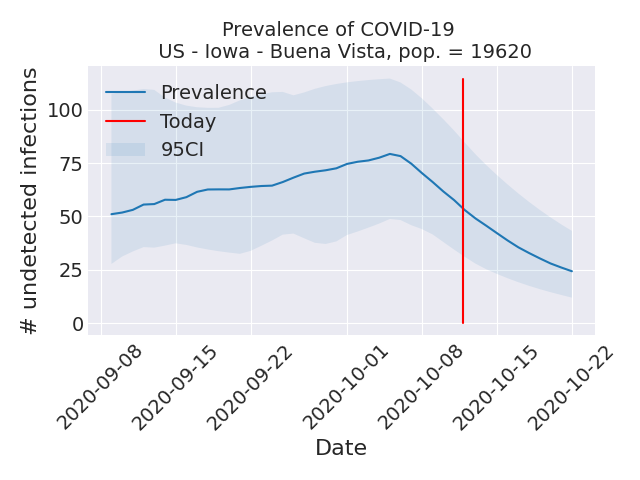 Prevalence of COVID-19
US - Iowa - Buena Vista, pop. = 19620
# undetected infections
100
75
50
25
0
Prevalence
Today
95CI
2020-09-08
2020-09-15
2020-09-22
2020-10-01
2020-10-08
2020-10-15
2020-10-22
Date